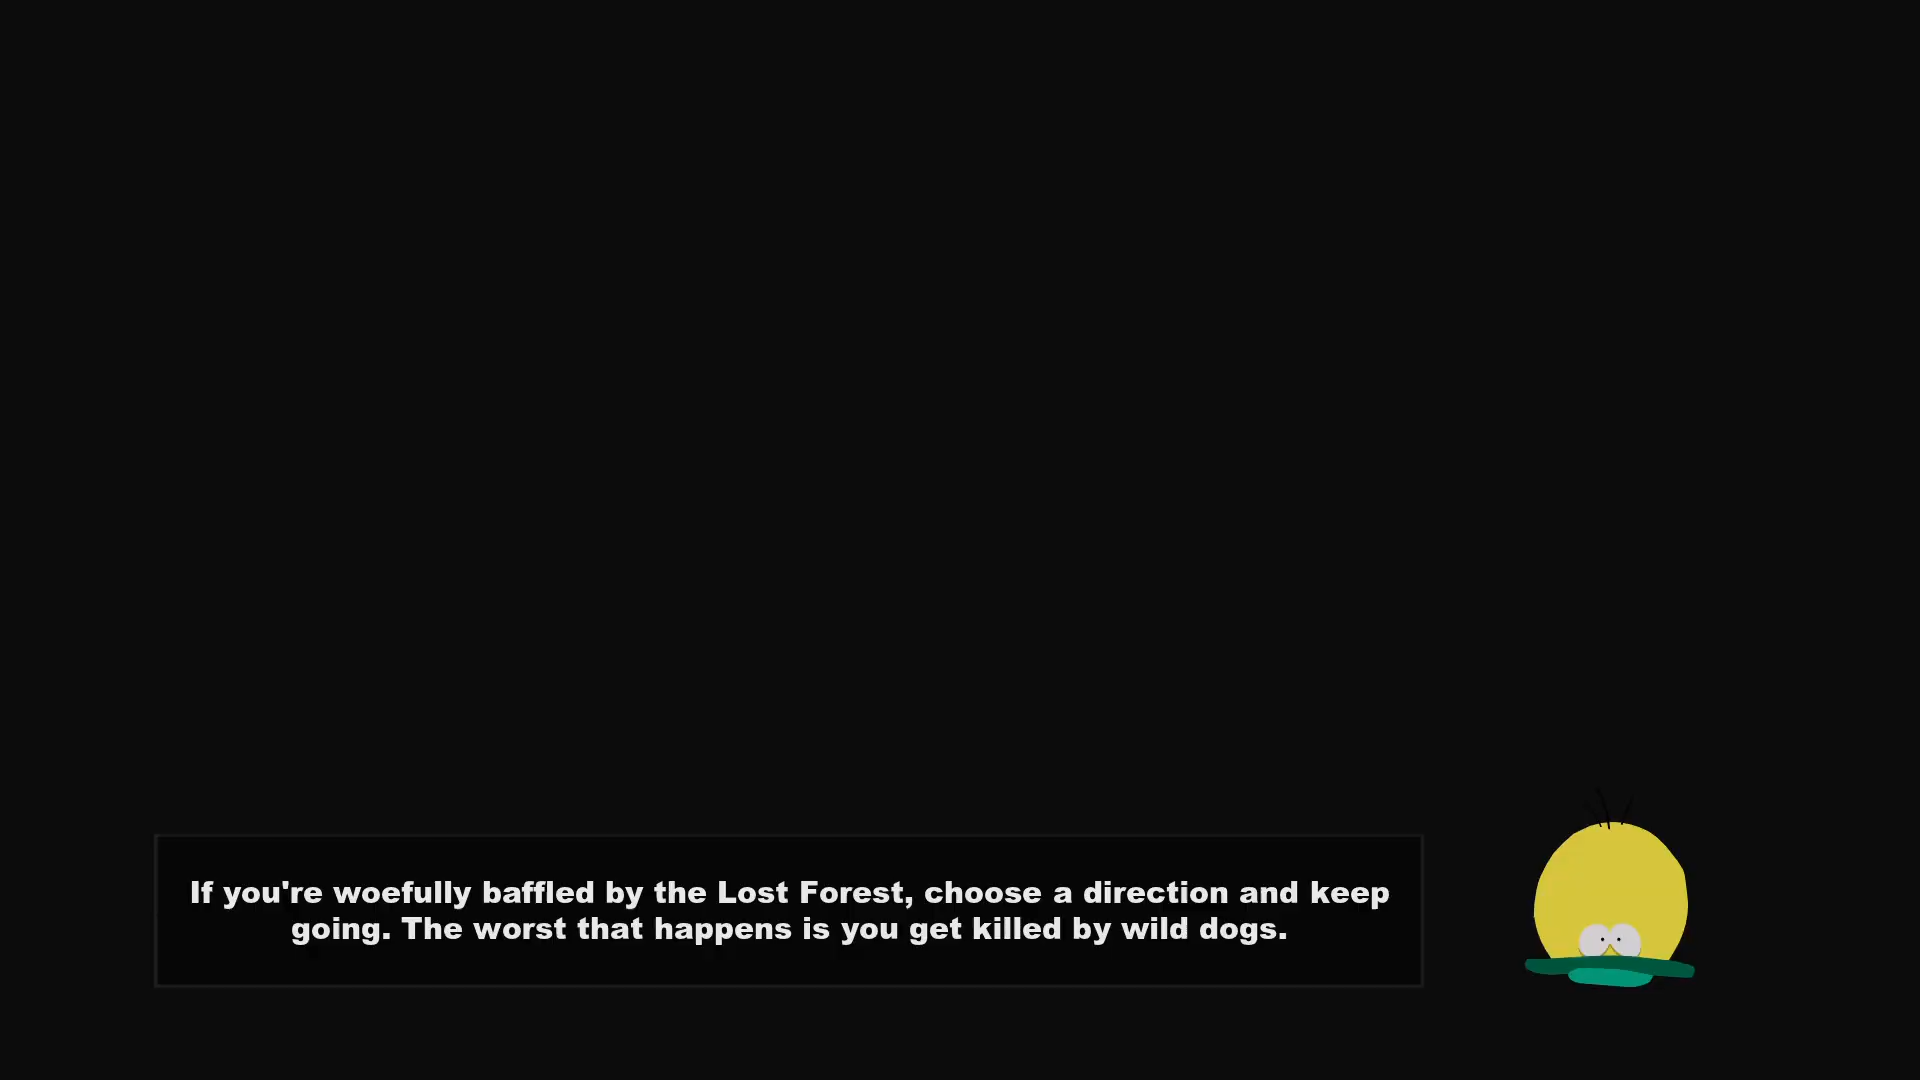 If you're woefully baffled by the Lost Forest, choose a direction and keep
going. The worst that happens is you get killed by wild dogs.